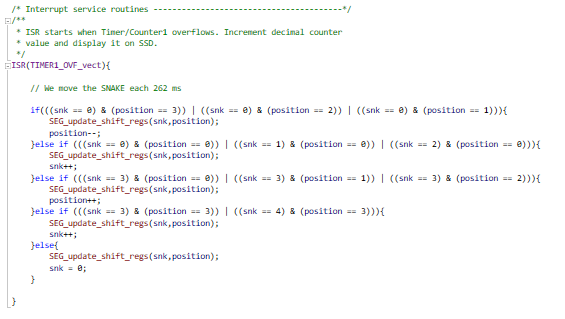 /* Interrupt service routines ----------------------------------------*/
/**
 * ISR starts when Timer/Counter1 overflows. Increment decimal counter
 * value and display it on SSD.
 */
ISR(TIMER1_OVF_vect){
// We move the SNAKE each 262 ms
if(((snk == 0) & (position == 3)) | ((snk == 0) & (position == 2)) | ((snk == 0) & (position == 1))){
SEG_update_shift_regs(snk,position);
position--;
}else if (((snk == 0) & (position == 0)) | ((snk == 1) & (position == 0)) | ((snk == 2) & (position == 0))){
SEG_update_shift_regs(snk,position);
snk++;
}else if (((snk == 3) & (position == 0)) | ((snk == 3) & (position == 1)) | ((snk == 3) & (position == 2))){
SEG_update_shift_regs(snk,position);
position++;
}else if (((snk == 3) & (position == 3)) | ((snk == 4) & (position == 3))){
SEG_update_shift_regs(snk,position);
snk++;
}else{
SEG_update_shift_regs(snk,position);
snk = 0;
}
}